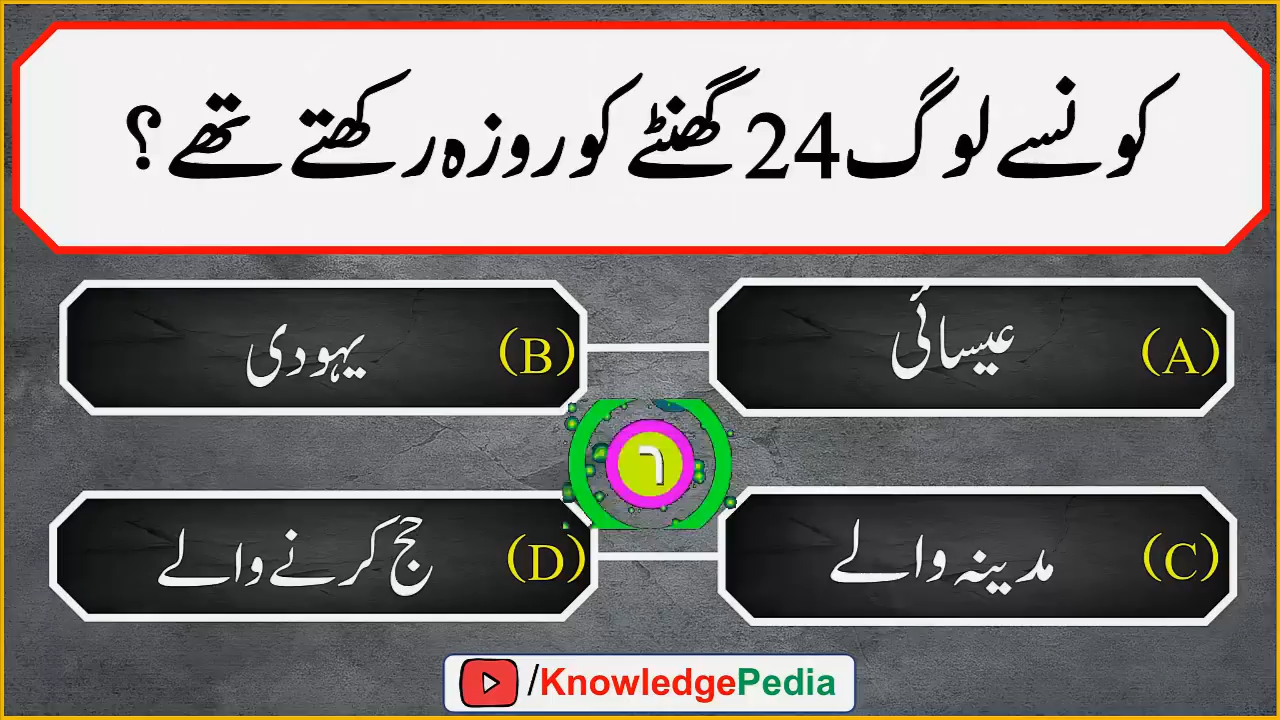 کونسے لوگ 24 گھنٹے کو روزہ رکھتے تھے؟
(A) عیسائی
(B) یہودی
٦
(C) مدینہ والے
(D) حج کرنے والے
/KnowledgePedia